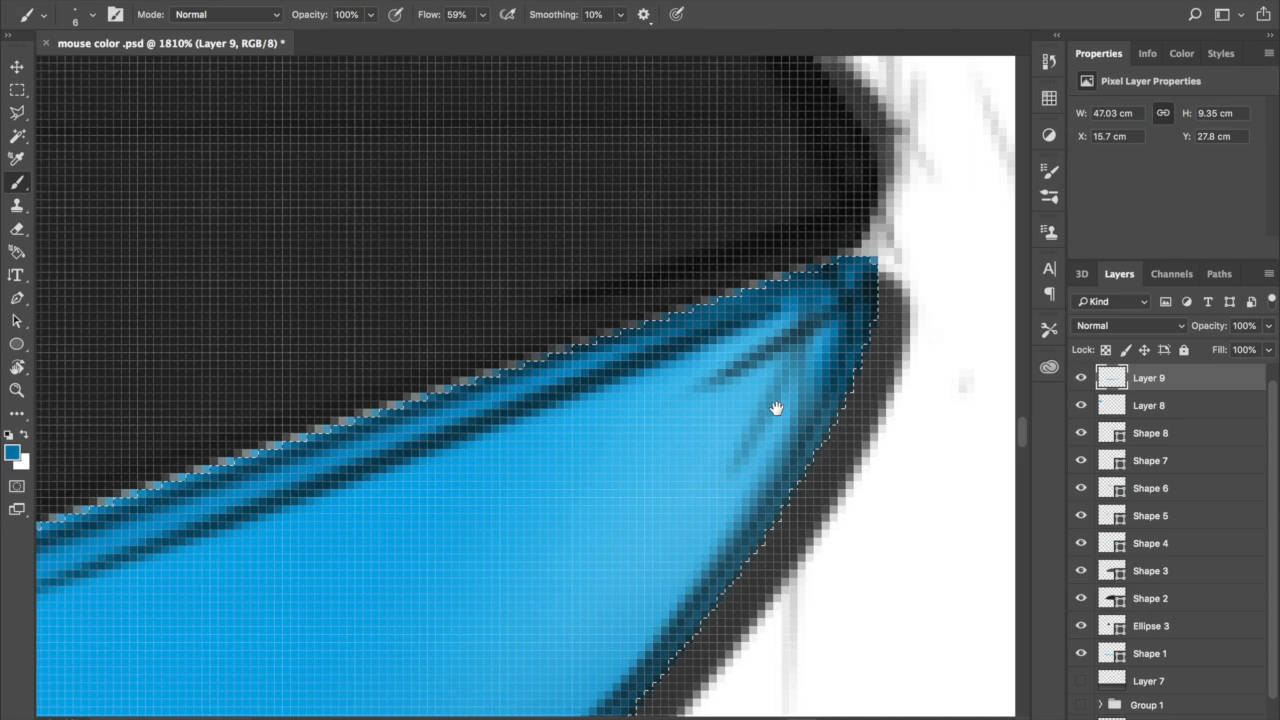 6 Mode: Normal Opacity: 100% Flow: 59% Smoothing: 10%
mouse color .psd @ 1810% (Layer 9, RGB/8) *
Properties Info Color Styles
Pixel Layer Properties
W: 47.03 cm H: 9.35 cm
X: 15.7 cm Y: 27.8 cm
3D Layers Channels Paths
Kind
Normal Opacity: 100%
Lock: Fill: 100%
Layer 9
Layer 8
Shape 8
Shape 7
Shape 6
Shape 5
Shape 4
Shape 3
Shape 2
Ellipse 3
Shape 1
Layer 7
Group 1